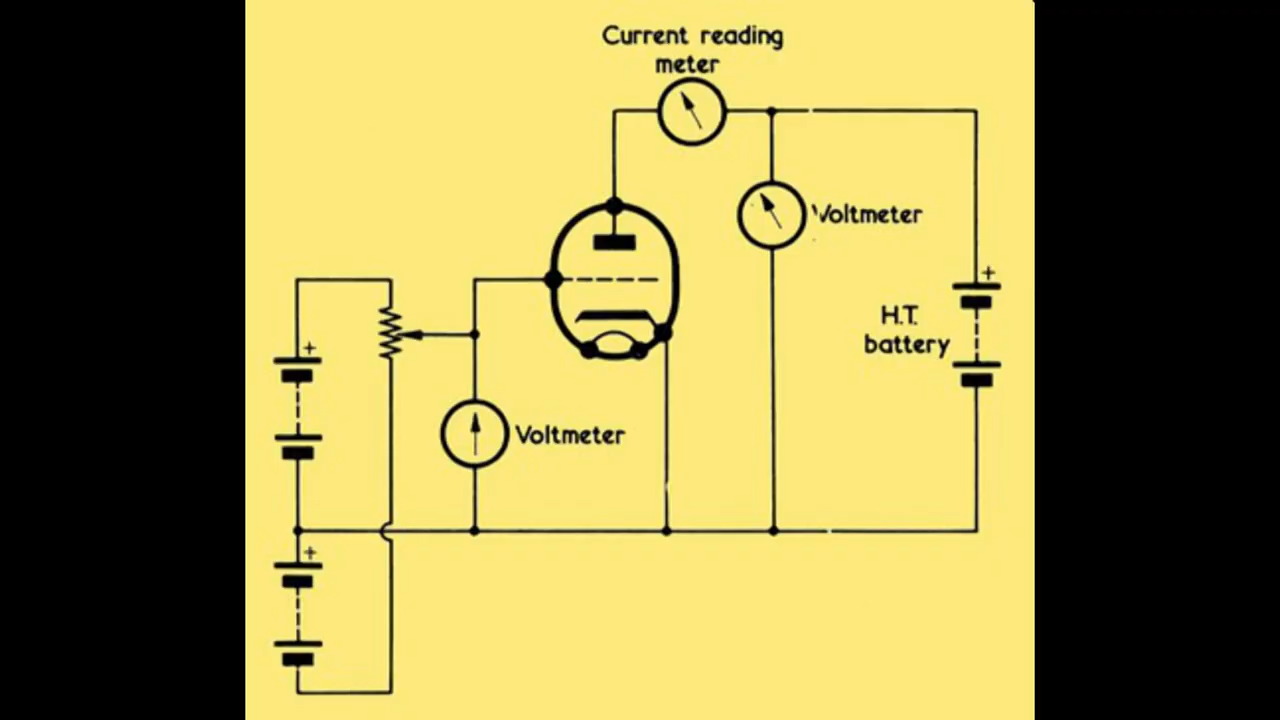 Current reading
meter
Voltmeter
+
H.T.
battery
+
Voltmeter
+